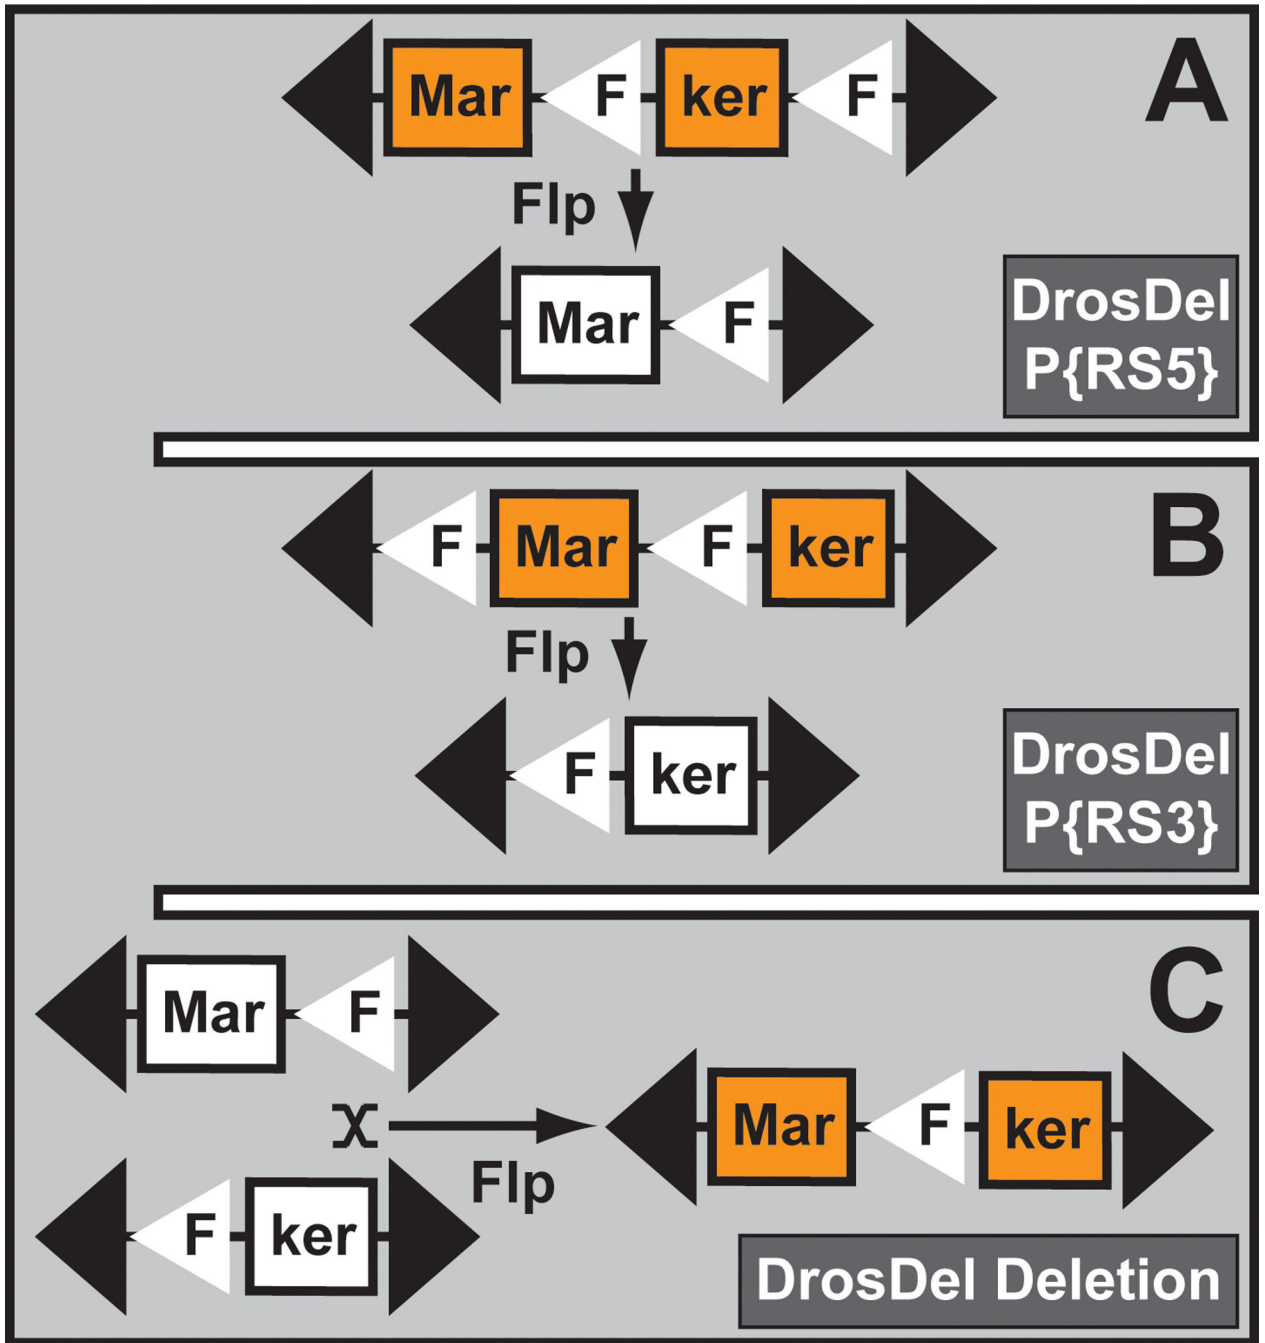 A
Mar F ker F
Flp
Mar F
DrosDel
P{RS5}
B
F Mar F ker
Flp
F ker
DrosDel
P{RS3}
C
Mar F
Mar F ker
Flp
F ker
DrosDel Deletion